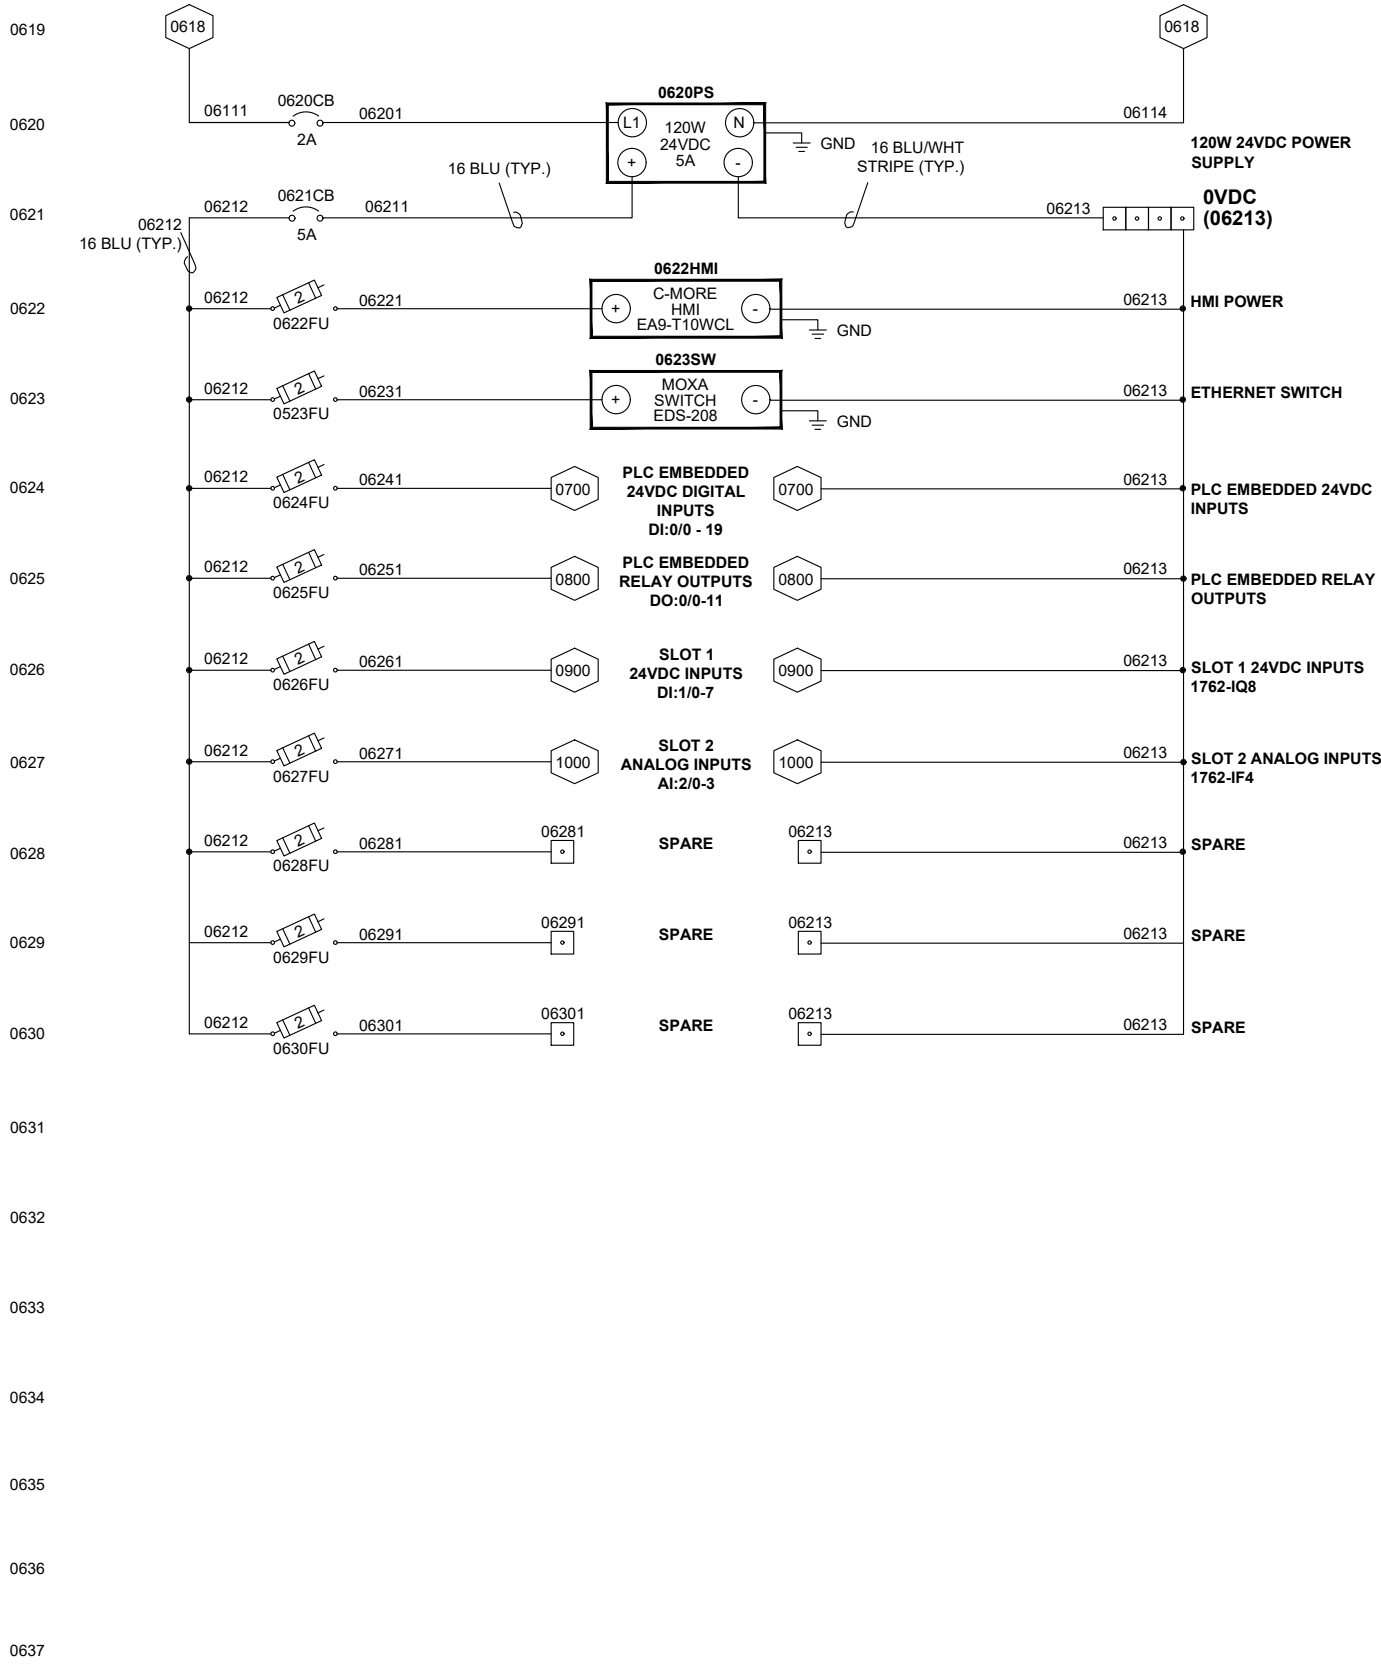 0619
0618
0618
0620
06111
0620CB
2A
06201
0620PS
L1
120W
24VDC
5A
N
+
-
GND
06114
120W 24VDC POWER
SUPPLY
16 BLU (TYP.)
16 BLU/WHT
STRIPE (TYP.)
0621
06212
0621CB
5A
06211
06213
0VDC
(06213)
06212
16 BLU (TYP.)
0622
06212
2
0622FU
06221
0622HMI
+
C-MORE
HMI
EA9-T10WCL
-
GND
06213
HMI POWER
0623
06212
2
0523FU
06231
0623SW
+
MOXA
SWITCH
EDS-208
-
GND
06213
ETHERNET SWITCH
0624
06212
2
0624FU
06241
0700
PLC EMBEDDED
24VDC DIGITAL
INPUTS
DI:0/0 - 19
0700
06213
PLC EMBEDDED 24VDC
INPUTS
0625
06212
2
0625FU
06251
0800
PLC EMBEDDED
RELAY OUTPUTS
DO:0/0-11
0800
06213
PLC EMBEDDED RELAY
OUTPUTS
0626
06212
2
0626FU
06261
0900
SLOT 1
24VDC INPUTS
DI:1/0-7
0900
06213
SLOT 1 24VDC INPUTS
1762-IQ8
0627
06212
2
0627FU
06271
1000
SLOT 2
ANALOG INPUTS
AI:2/0-3
1000
06213
SLOT 2 ANALOG INPUTS
1762-IF4
0628
06212
2
0628FU
06281
06281
SPARE
06213
06213
SPARE
0629
06212
2
0629FU
06291
06291
SPARE
06213
06213
SPARE
0630
06212
2
0630FU
06301
06301
SPARE
06213
06213
SPARE
0631
0632
0633
0634
0635
0636
0637